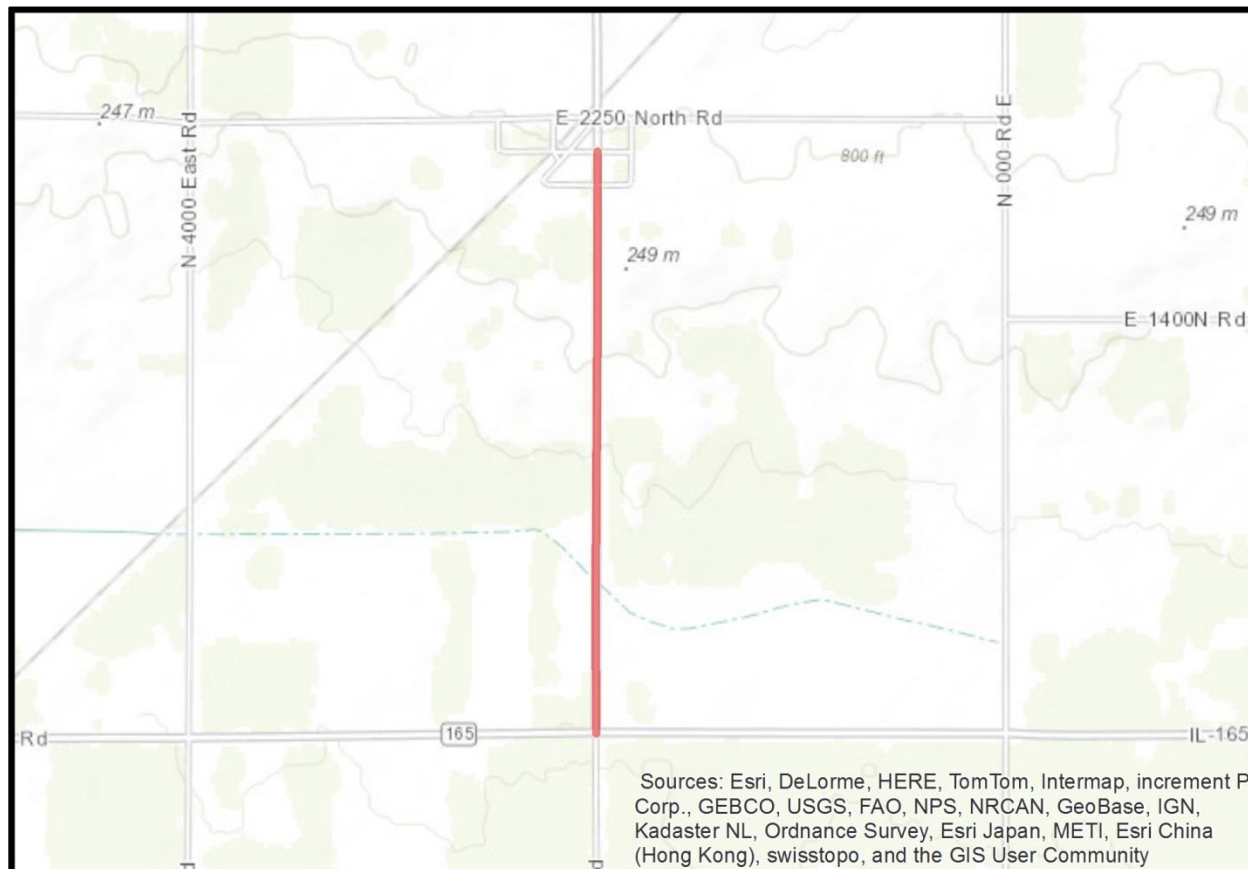 247 m
E 2250 North Rd
N 4000 East Rd
N 000 Rd E
800 ft
249 m
249 m
E 1400N Rd
Rd
165
IL-165
Sources: Esri, DeLorme, HERE, TomTom, Intermap, increment P
Corp., GEBCO, USGS, FAO, NPS, NRCAN, GeoBase, IGN,
Kadaster NL, Ordnance Survey, Esri Japan, METI, Esri China
(Hong Kong), swisstopo, and the GIS User Community
d
d